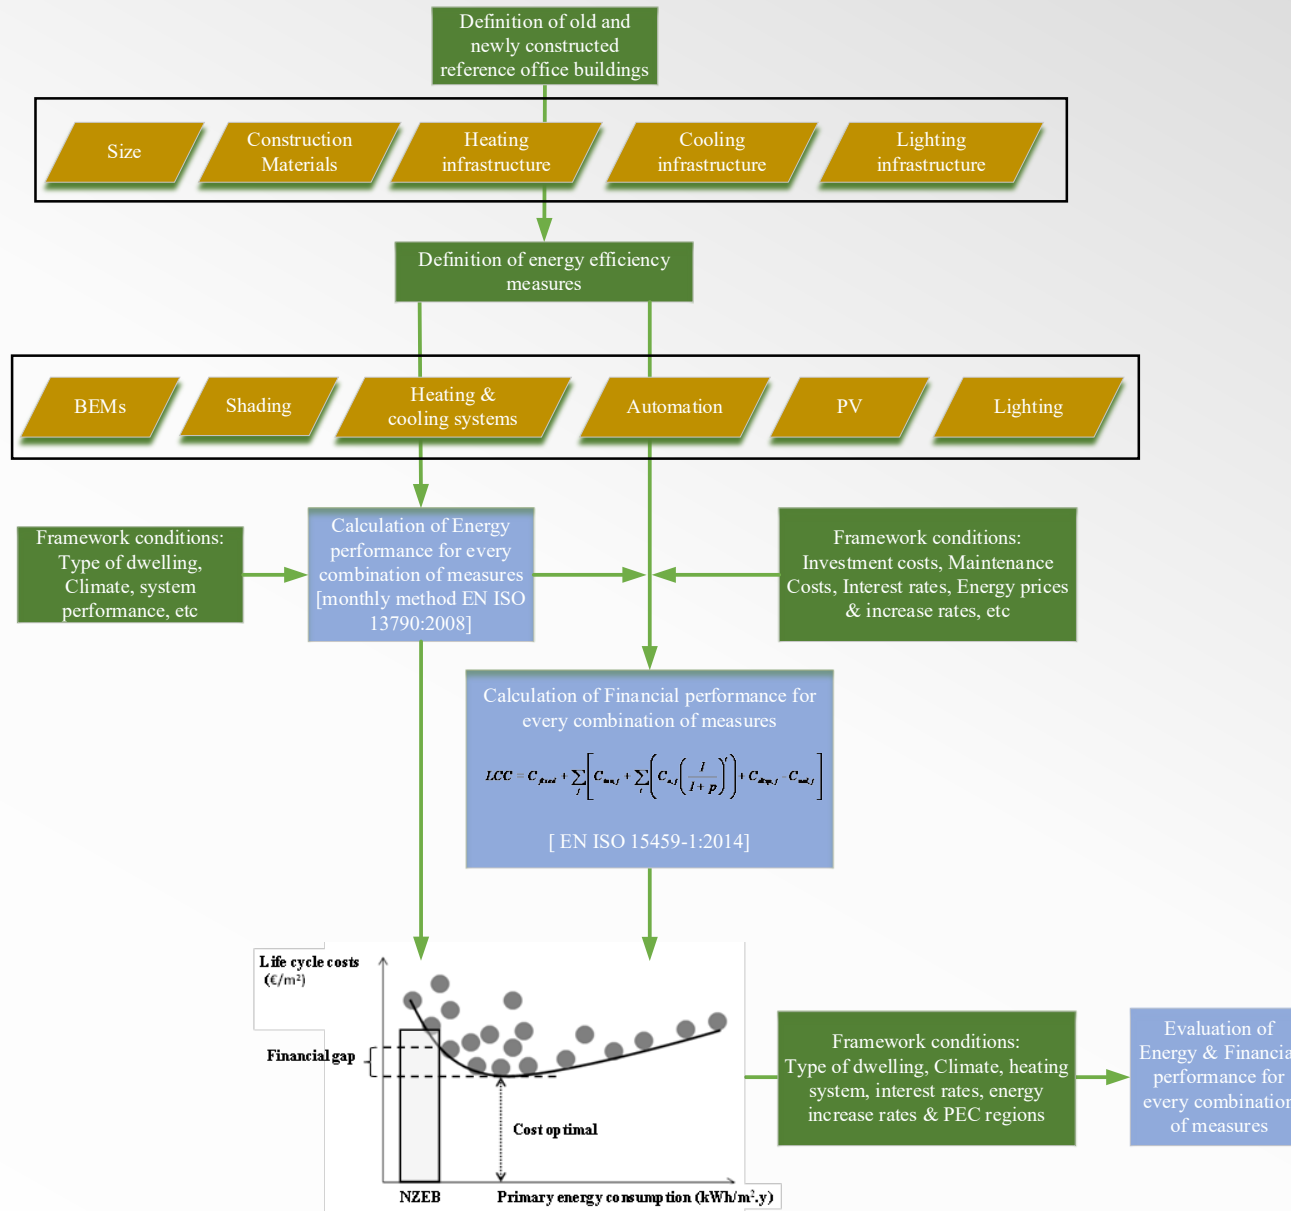 Definition of old and
newly constructed
reference office buildings
Size
Construction
Materials
Heating
infrastructure
Cooling
infrastructure
Lighting
infrastructure
Definition of energy efficiency
measures
BEMs
Shading
Heating &
cooling systems
Automation
PV
Lighting
Framework conditions:
Type of dwelling,
Climate, system
performance, etc
Calculation of Energy
performance for every
combination of measures
[monthly method EN ISO
13790:2008]
Framework conditions:
Investment costs, Maintenance
Costs, Interest rates, Energy prices
& increase rates, etc
Calculation of Financial performance for
every combination of measures
[ EN ISO 15459-1:2014]
Life cycle costs
(€/m²)
Financial gap
Cost optimal
NZEB
Primary energy consumption (kWh/m².y)
Framework conditions:
Type of dwelling, Climate, heating
system, interest rates, energy
increase rates & PEC regions
Evaluation of
Energy & Financia
performance for
every combination
of measures